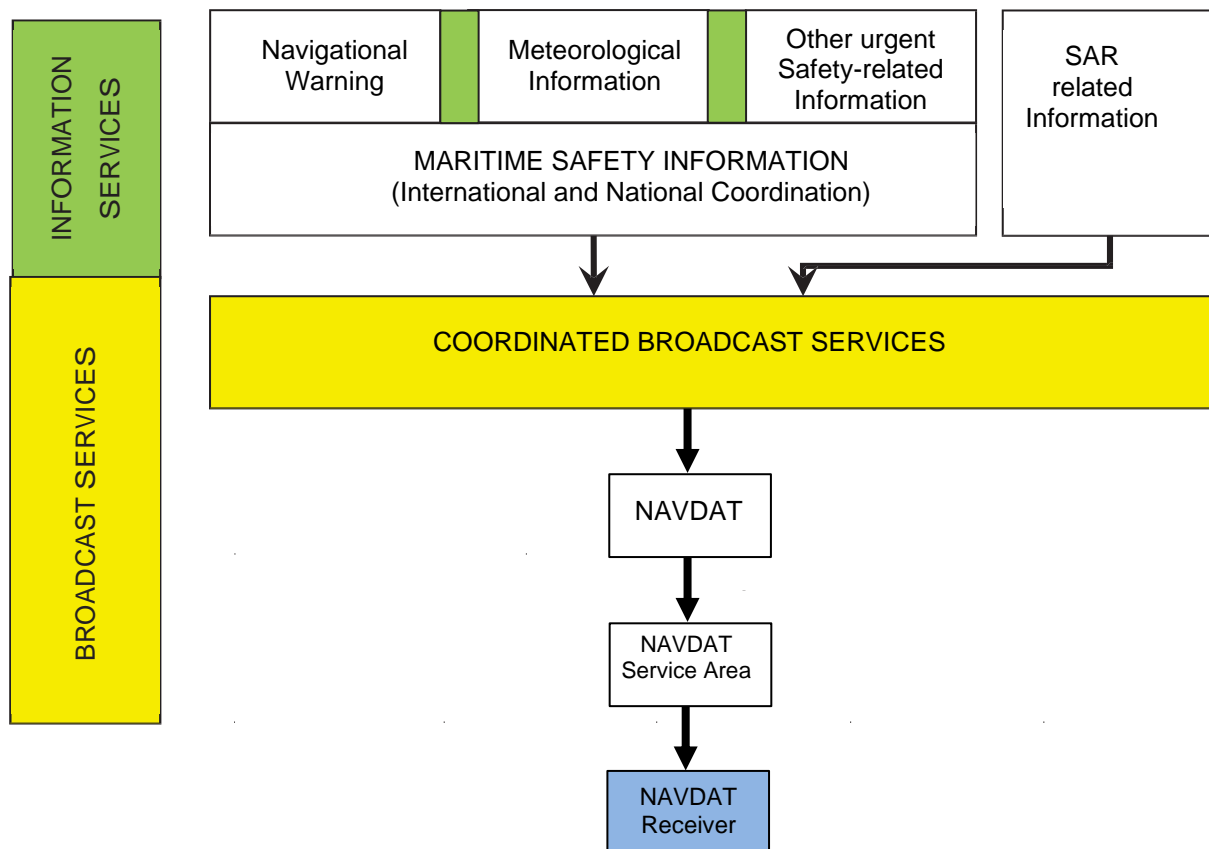 INFORMATION
SERVICES
Navigational
Warning
Meteorological
Information
Other urgent
Safety-related
Information
SAR
related
Information
MARITIME SAFETY INFORMATION
(International and National Coordination)
BROADCAST SERVICES
COORDINATED BROADCAST SERVICES
NAVDAT
NAVDAT
Service Area
NAVDAT
Receiver